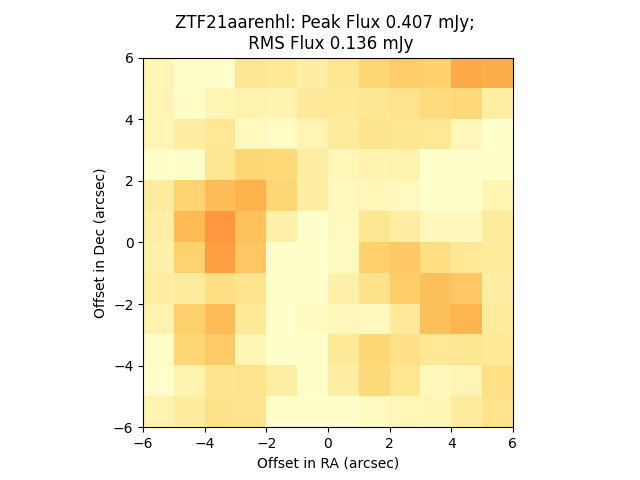 ZTF21aarenhl: Peak Flux 0.407 mJy;
RMS Flux 0.136 mJy
6
4
2
0
−2
−4
−6
Offset in Dec (arcsec)
−6 −4 −2 0 2 4 6
Offset in RA (arcsec)